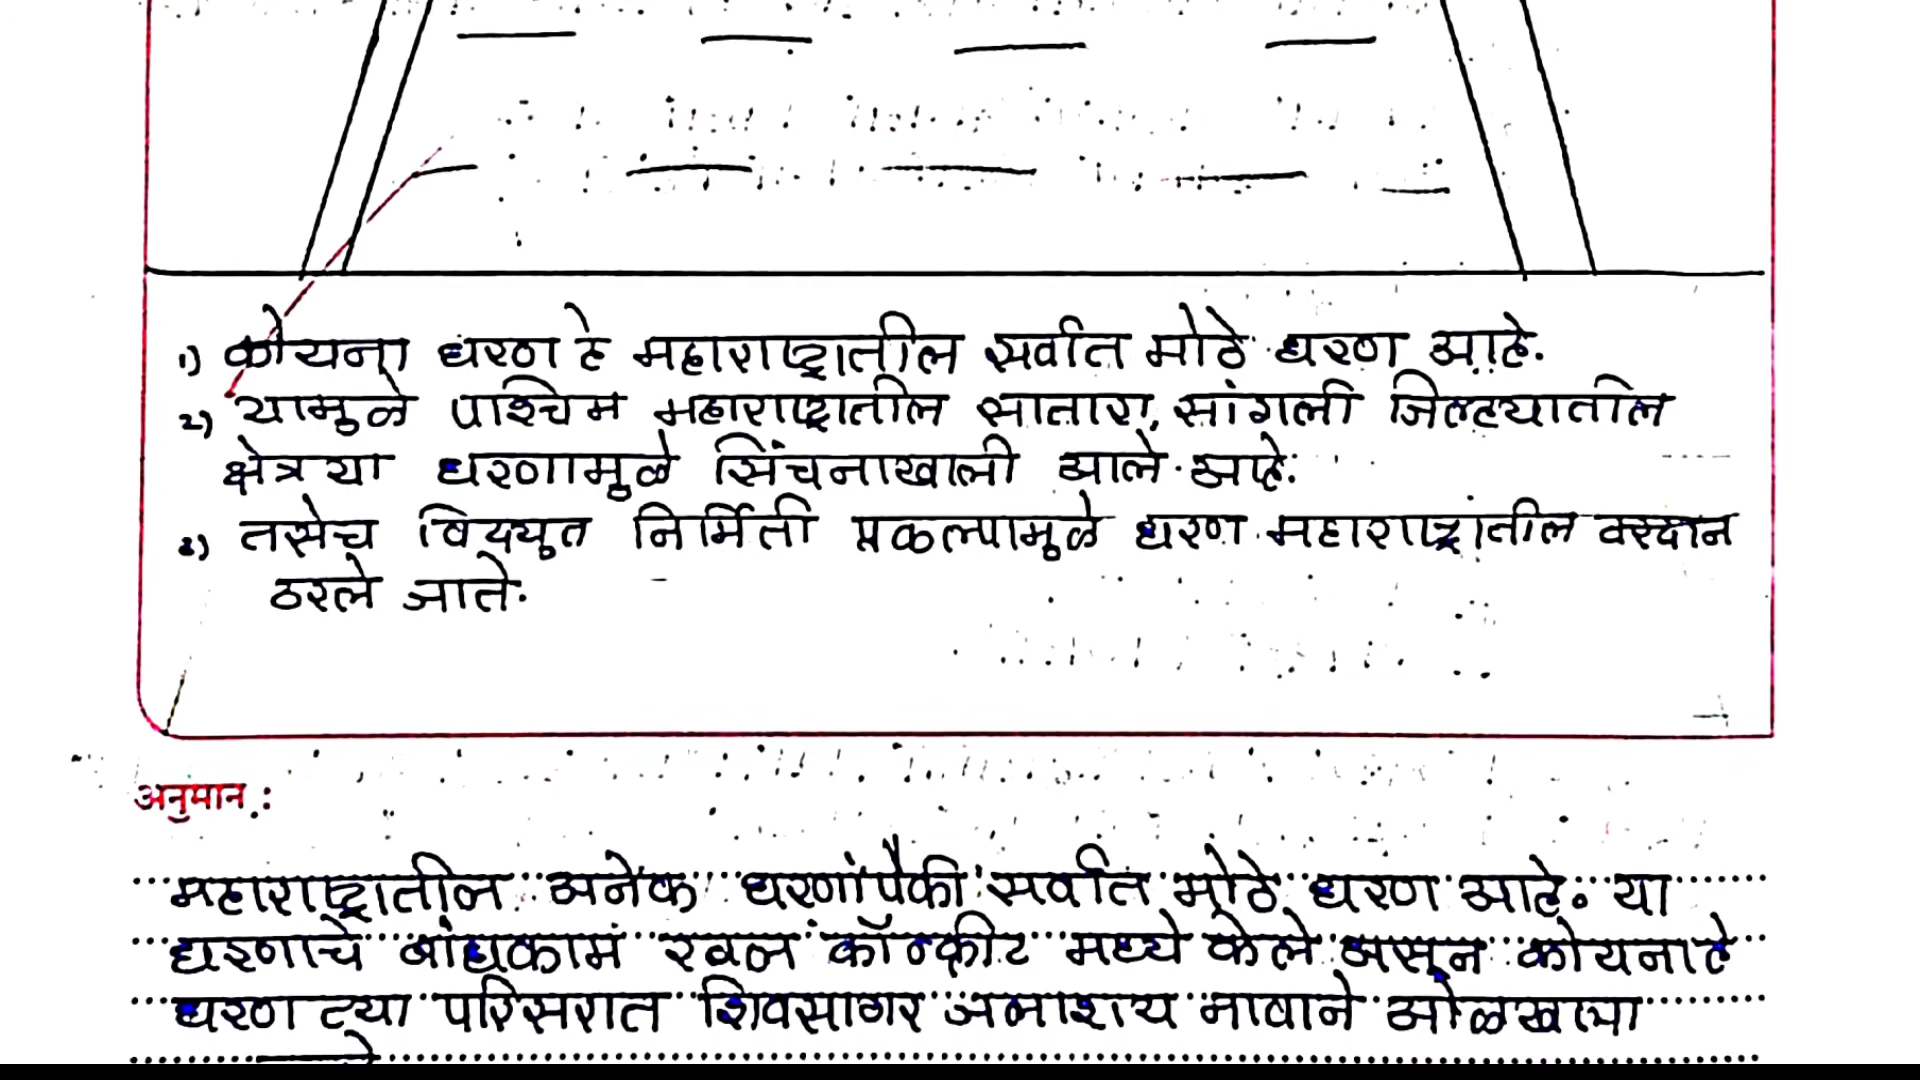 १) कोयना धरण हे महाराष्ट्रातील सर्वात मोठे धरण आहे.
२) यामुळे पाश्चिम महाराष्ट्रातील सातारा, सांगली जिल्हयातील
क्षेत्र या धरणामुळे सिंचनाखाली आले आहे.
३) तसेच विदयुत निर्मिती प्रकल्पामुळे धरण महाराष्ट्रातील वरदान
ठरले जाते.
अनुमान :
महाराष्ट्रातील अनेक धरणांपैकी सर्वात मोठे धरण आहे. या
धरणाचे बांधकाम रबल कॉन्क्रीट मध्ये केले असून कोयना हे
धरण त्या परिसरात शिवसागर जलाशय नावाने ओळखला